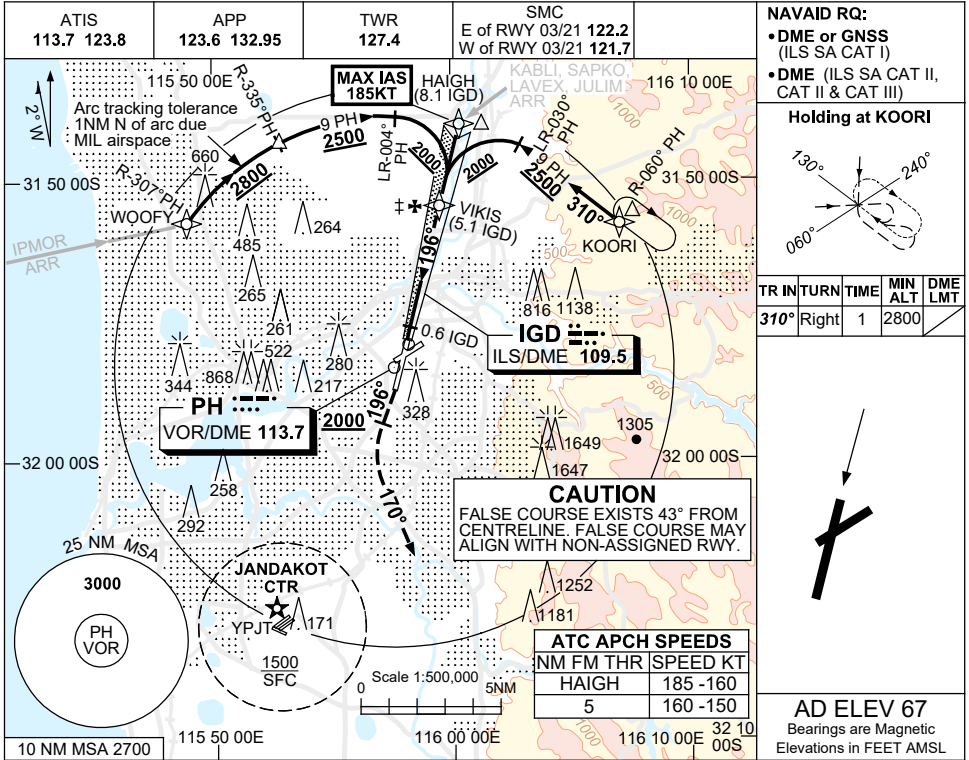 ATIS
113.7 123.8
APP
123.6 132.95
TWR
127.4
SMC
E of RWY 03/21 122.2
W of RWY 03/21 121.7
NAVAID RQ:
• DME or GNSS
(ILS SA CAT I)
• DME (ILS SA CAT II,
CAT II & CAT III)
Holding at KOORI
130°
240°
060°
TR IN TURN TIME MIN ALT DME LMT
310° Right 1 2800
AD ELEV 67
Bearings are Magnetic
Elevations in FEET AMSL
115 50 00E
MAX IAS
185KT
HAIGH
(8.1 IGD)
KABLI, SAPKO,
LAVEX, JULIM
ARR
116 10 00E
2° W
Arc tracking tolerance
1NM N of arc due
MIL airspace
R-335°PH
9 PH
2500
LR-004°
PH
2000
2000
LR-030°
PH
9 PH
2500
310°
R-060° PH
1000
1000
31 50 00S
31 50 00S
R-307°PH
660
2800
WOOFY
IPMOR
ARR
485
264
VIKIS
(5.1 IGD)
KOORI
500
196°
265
261
816
1138
0.6 IGD
IGD
ILS/DME 109.5
500
344
868
522
280
217
328
PH
VOR/DME 113.7
2000
196°
1649
1305
1647
32 00 00S
32 00 00S
258
292
170°
CAUTION
FALSE COURSE EXISTS 43° FROM
CENTRELINE. FALSE COURSE MAY
ALIGN WITH NON-ASSIGNED RWY.
25 NM MSA
3000
PH
VOR
JANDAKOT
CTR
YPJT
171
1500
SFC
1252
1181
ATC APCH SPEEDS
NM FM THR SPEED KT
HAIGH 185 -160
5 160 -150
Scale 1:500,000
0
5NM
1000
10 NM MSA 2700
115 50 00E
116 00 00E
116 10 00E
32 10
00S